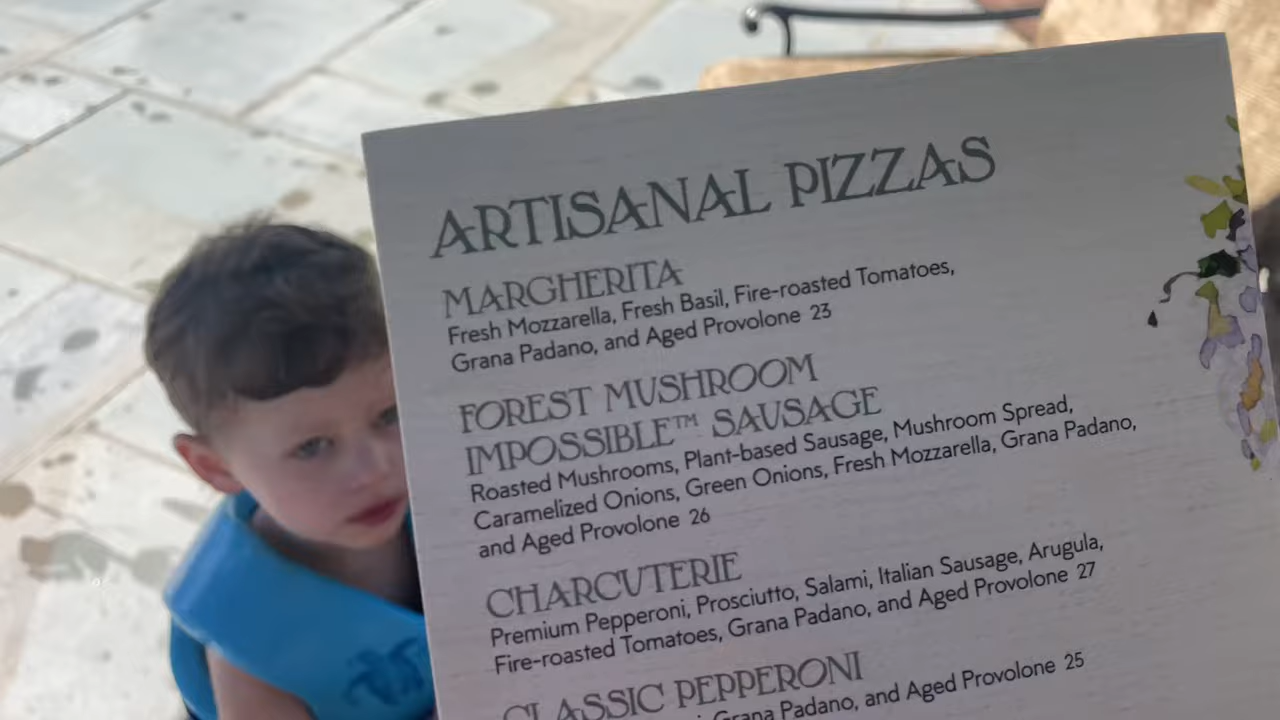 ARTISANAL PIZZAS
MARGHERITA
Fresh Mozzarella, Fresh Basil, Fire-roasted Tomatoes,
Grana Padano, and Aged Provolone 23
FOREST MUSHROOM
IMPOSSIBLE™ SAUSAGE
Roasted Mushrooms, Plant-based Sausage, Mushroom Spread,
Caramelized Onions, Green Onions, Fresh Mozzarella, Grana Padano,
and Aged Provolone 26
CHARCUTERIE
Premium Pepperoni, Prosciutto, Salami, Italian Sausage, Arugula,
Fire-roasted Tomatoes, Grana Padano, and Aged Provolone 27
CLASSIC PEPPERONI
Grana Padano, and Aged Provolone 25